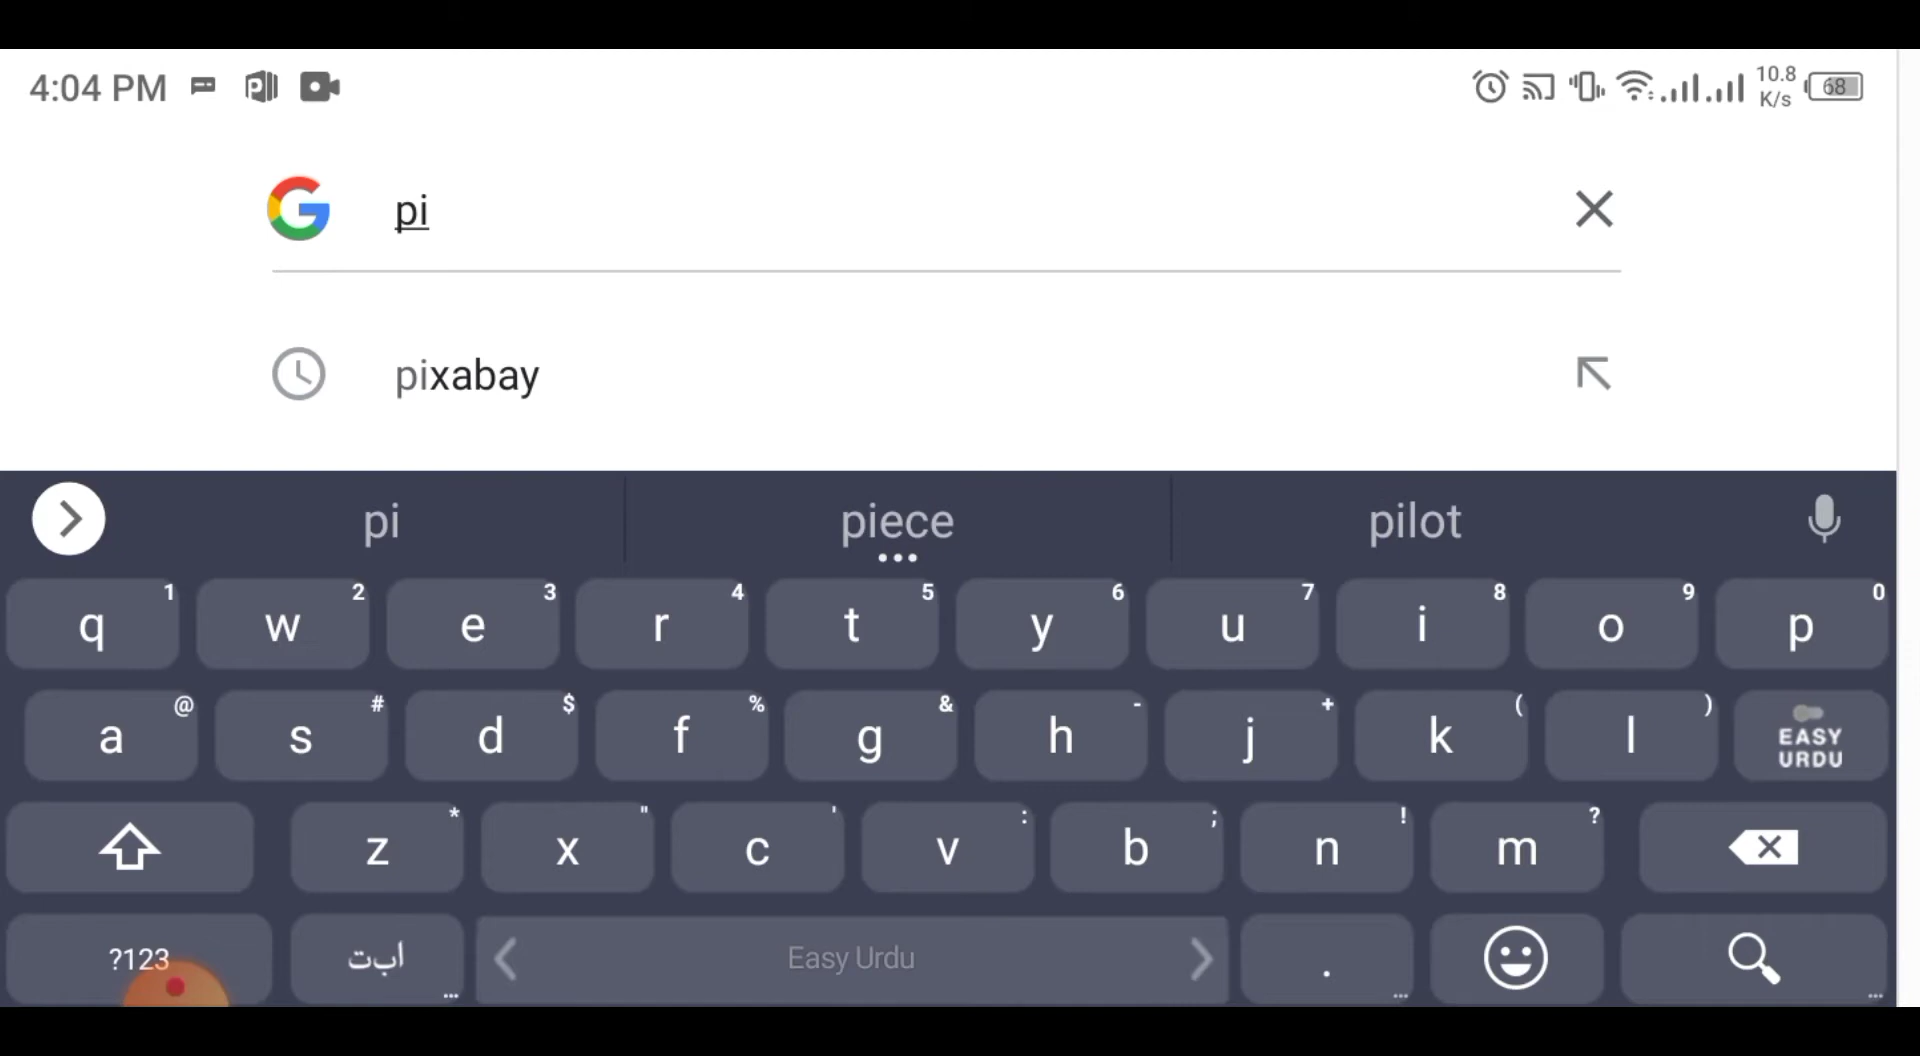 4:04 PM 10.8 K/s 68
pi
pixabay
pi piece pilot
1 2 3 4 5 6 7 8 9 0
q w e r t y u i o p
@ # $ % & - + ( )
a s d f g h j k l EASY URDU
* " ' : ; ! ?
z x c v b n m
?123 ابت Easy Urdu .